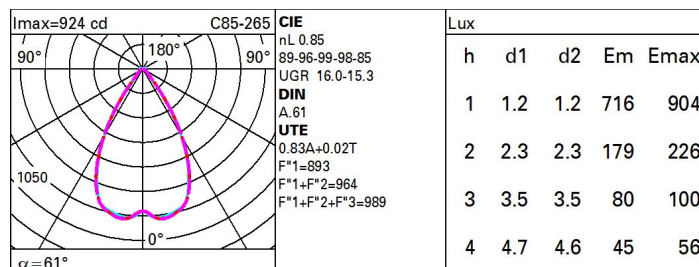 Imax=924 cd C85-265
90° 180° 90°
1050
0°
α=61°
CIE
nL 0.85
89-96-99-98-85
UGR 16.0-15.3
DIN
A.61
UTE
0.83A+0.02T
F"1=893
F"1+F"2=964
F"1+F"2+F"3=989
Lux
h d1 d2 Em Emax
1 1.2 1.2 716 904
2 2.3 2.3 179 226
3 3.5 3.5 80 100
4 4.7 4.6 45 56